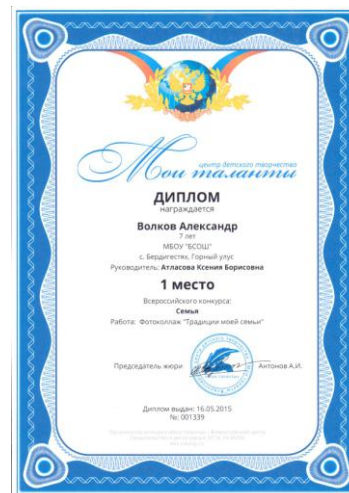 центр детского творчества
Мои таланты
ДИПЛОМ
награждается
Волков Александр
7 лет
МБОУ "БСОШ"
с. Бердигестях, Горный улус
Руководитель: Атласова Ксения Борисовна
1 место
Всероссийского конкурса:
Семья
Работа: Фотоколлаж "Традиции моей семьи"
Председатель жюри
Антонов А.И.
Диплом выдан: 16.05.2015
№: 001339